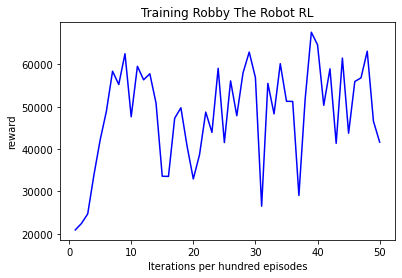 Training Robby The Robot RL
reward
60000
50000
40000
30000
20000
0 10 20 30 40 50
Iterations per hundred episodes